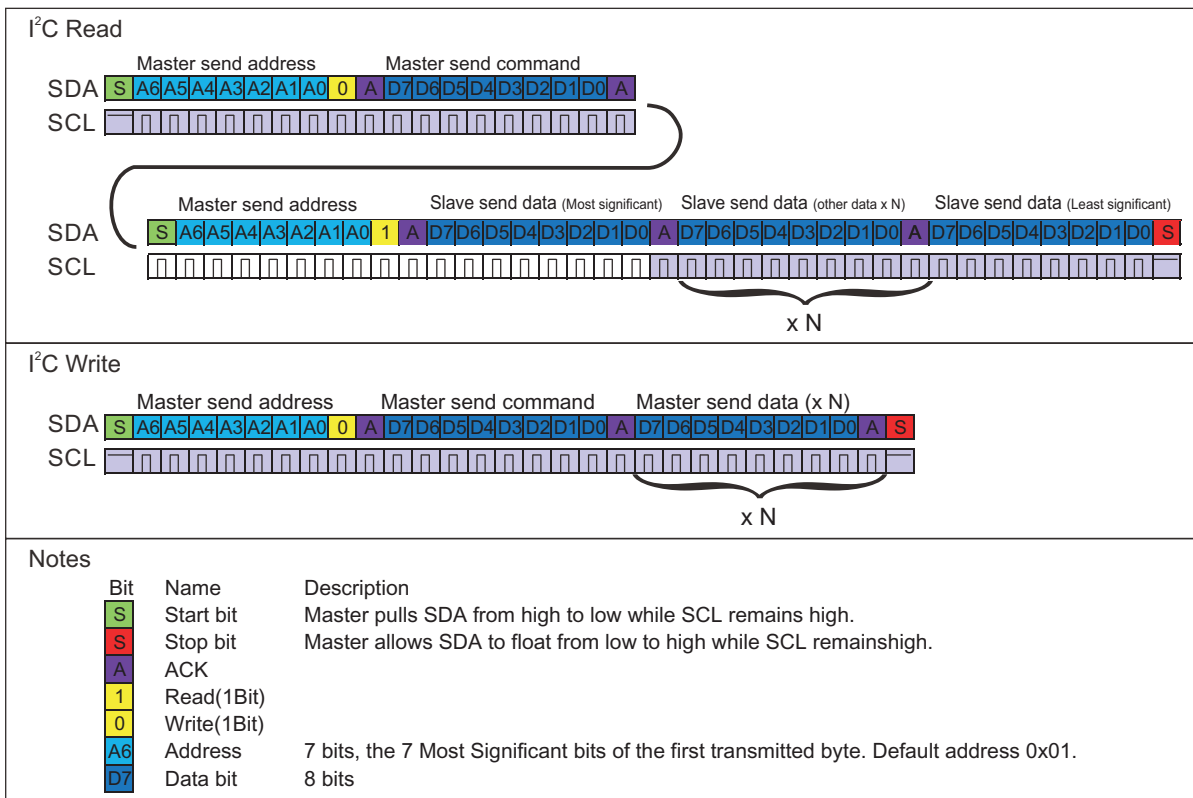 I²C Read
Master send address Master send command
SDA S A6 A5 A4 A3 A2 A1 A0 0 A D7 D6 D5 D4 D3 D2 D1 D0 A
SCL
Master send address Slave send data (Most significant) Slave send data (other data x N) Slave send data (Least significant)
SDA S A6 A5 A4 A3 A2 A1 A0 1 A D7 D6 D5 D4 D3 D2 D1 D0 A D7 D6 D5 D4 D3 D2 D1 D0 A D7 D6 D5 D4 D3 D2 D1 D0 S
SCL
x N
I²C Write
Master send address Master send command Master send data (x N)
SDA S A6 A5 A4 A3 A2 A1 A0 0 A D7 D6 D5 D4 D3 D2 D1 D0 A D7 D6 D5 D4 D3 D2 D1 D0 A S
SCL
x N
Notes
Bit Name Description
S Start bit Master pulls SDA from high to low while SCL remains high.
S Stop bit Master allows SDA to float from low to high while SCL remainshigh.
A ACK
1 Read(1Bit)
0 Write(1Bit)
A6 Address 7 bits, the 7 Most Significant bits of the first transmitted byte. Default address 0x01.
D7 Data bit 8 bits